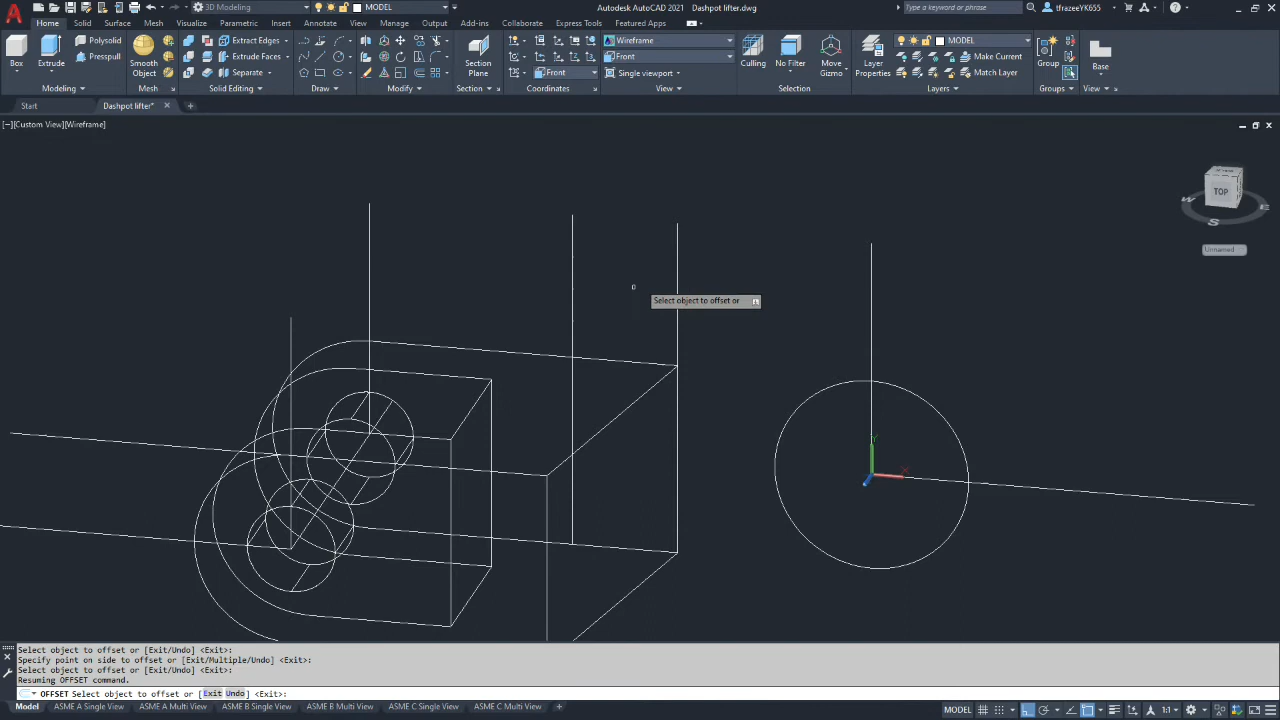 3D Modeling MODEL Autodesk AutoCAD 2021 Dashpot lifter.dwg Type a keyword or phrase tfrazeeYK655
Home Solid Surface Mesh Visualize Parametric Insert Annotate View Manage Output Add-ins Collaborate Express Tools Featured Apps
Polysolid Extract Edges Wireframe MODEL
Presspull Extrude Faces Front Make Current
Box Extrude Smooth Object Separate Section Plane Front Single viewport Culling No Filter Move Gizmo Layer Properties Match Layer Group Base
Modeling Mesh Solid Editing Draw Modify Section Coordinates View Selection Layers Groups View
Start Dashpot lifter* +
[−][Custom View][Wireframe]
TOP
W S E
Unnamed
Select object to offset or
Y
X
Select object to offset or [Exit/Undo] <Exit>:
Specify point on side to offset or [Exit/Multiple/Undo] <Exit>:
Select object to offset or [Exit/Undo] <Exit>:
Resuming OFFSET command.
OFFSET Select object to offset or [Exit Undo] <Exit>:
Model ASME A Single View ASME A Multi View ASME B Single View ASME B Multi View ASME C Single View ASME C Multi View + MODEL 1:1